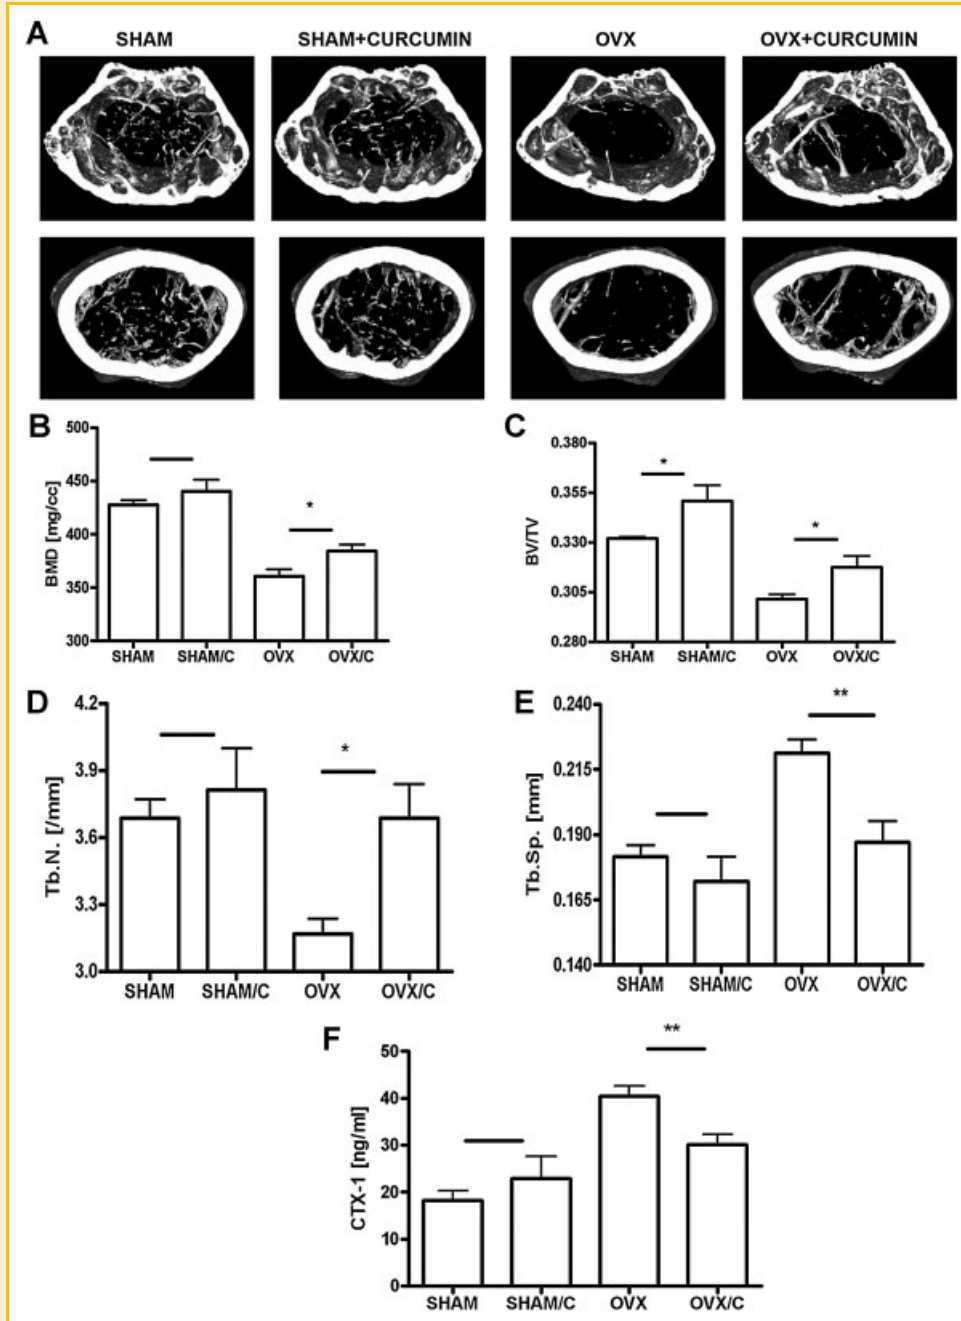 A
SHAM SHAM+CURCUMIN OVX OVX+CURCUMIN
B
500
450
400
350
300
BMD [mg/cc]
*
SHAM SHAM/C OVX OVX/C
C
0.380
0.355
0.330
0.305
0.280
BV/TV
*
*
SHAM SHAM/C OVX OVX/C
D
4.2
3.9
3.6
3.3
3.0
Tb.N. [/mm]
*
SHAM SHAM/C OVX OVX/C
E
0.240
0.215
0.190
0.165
0.140
Tb.Sp. [mm]
**
SHAM SHAM/C OVX OVX/C
F
50
40
30
20
10
0
CTX-1 [ng/ml]
**
SHAM SHAM/C OVX OVX/C